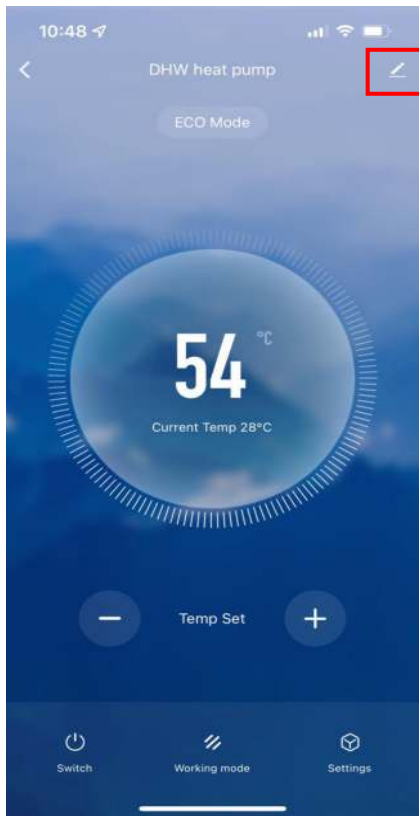 10:48
DHW heat pump
ECO Mode
54 °C
Current Temp 28°C
Temp Set
Switch Working mode Settings